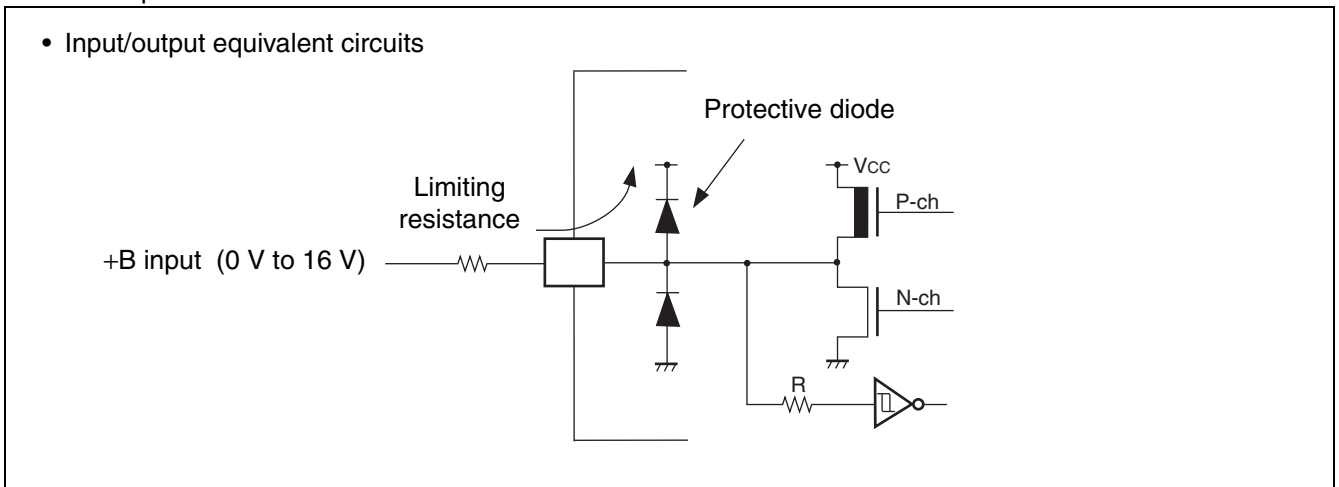 • Input/output equivalent circuits
Protective diode
Limiting
resistance
VCC
P-ch
+B input (0 V to 16 V)
N-ch
R